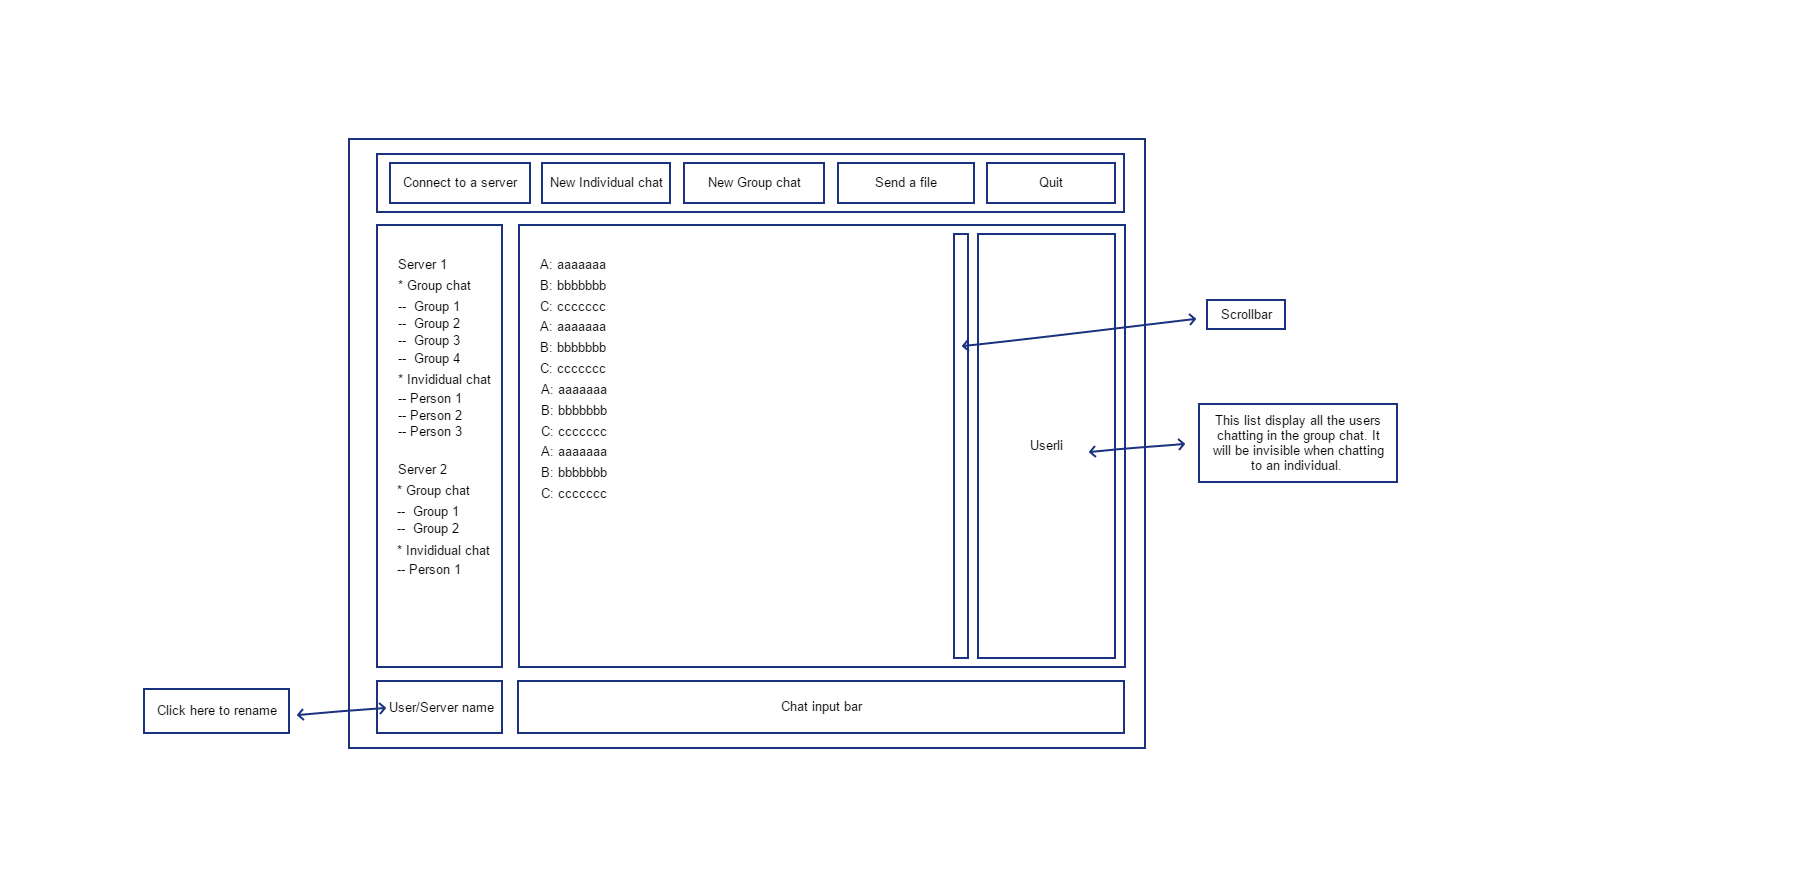 Connect to a server
New Individual chat
New Group chat
Send a file
Quit
Server 1
* Group chat
-- Group 1
-- Group 2
-- Group 3
-- Group 4
* Invididual chat
-- Person 1
-- Person 2
-- Person 3
Server 2
* Group chat
-- Group 1
-- Group 2
* Invididual chat
-- Person 1
A: aaaaaaa
B: bbbbbbb
C: ccccccc
A: aaaaaaa
B: bbbbbbb
C: ccccccc
A: aaaaaaa
B: bbbbbbb
C: ccccccc
A: aaaaaaa
B: bbbbbbb
C: ccccccc
Userli
Scrollbar
This list display all the users
chatting in the group chat. It
will be invisible when chatting
to an individual.
Click here to rename
User/Server name
Chat input bar